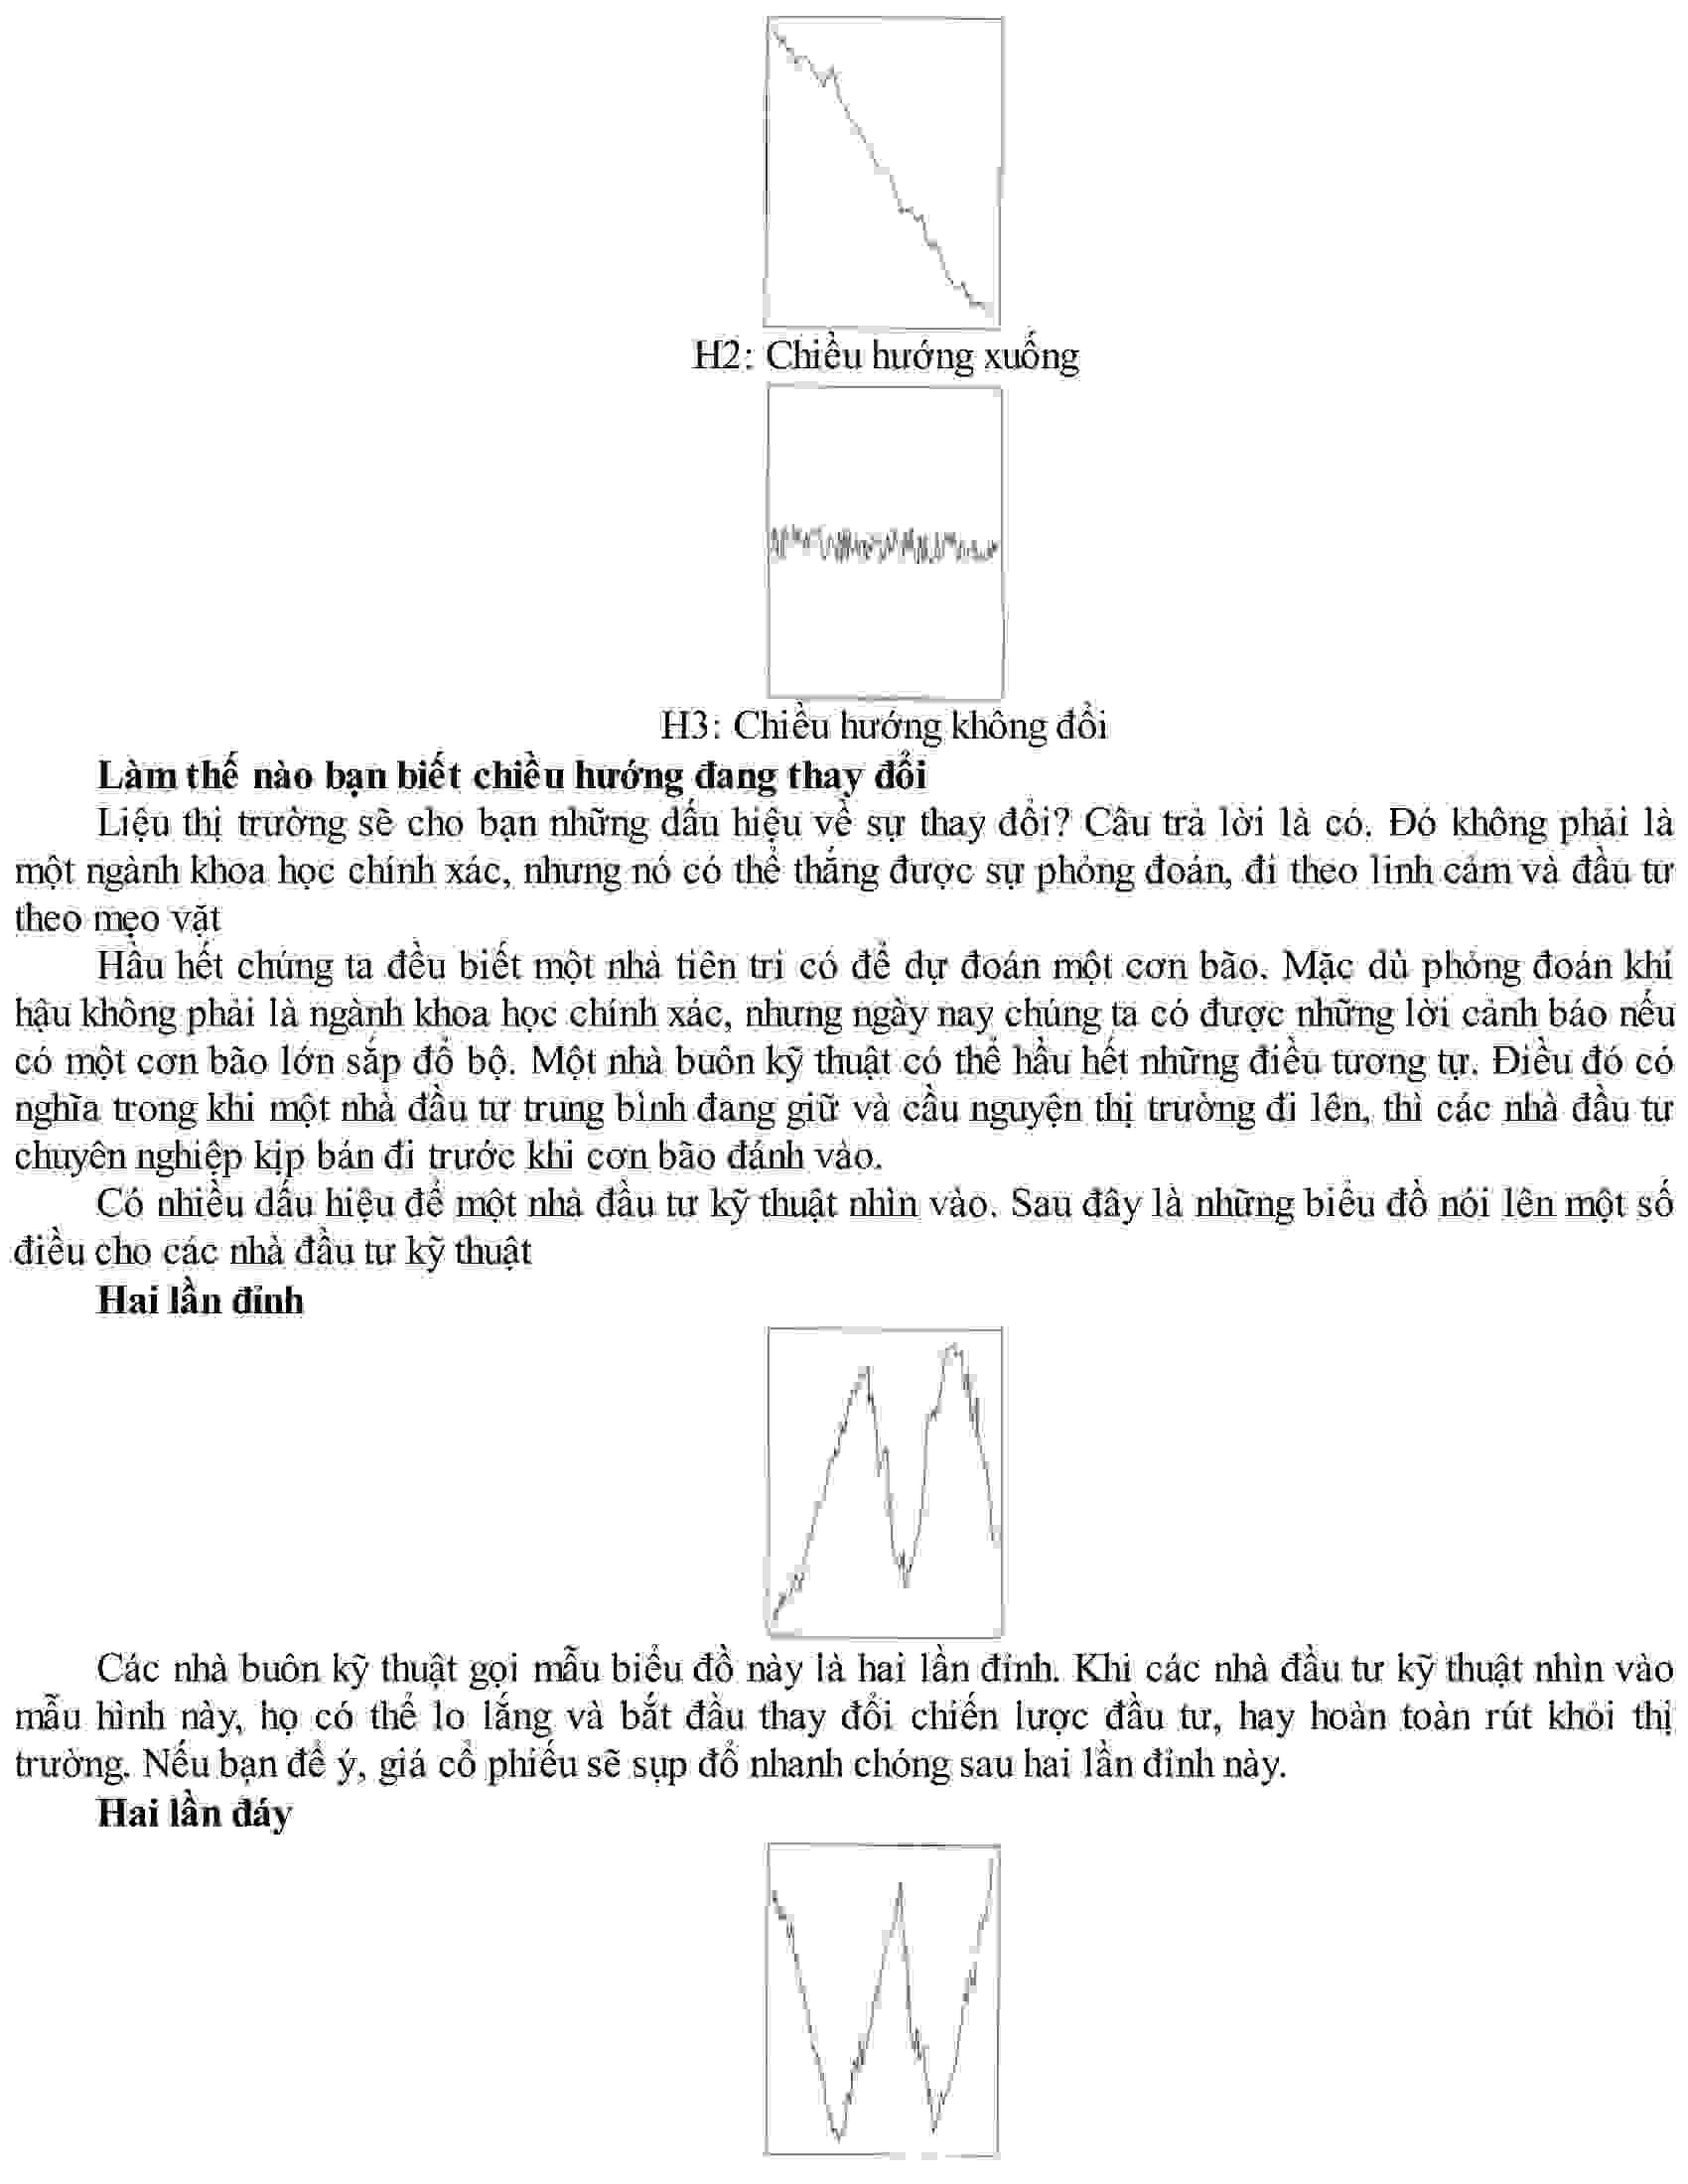 H2: Chiều hướng xuống
H3: Chiều hướng không đổi
Làm thế nào bạn biết chiều hướng đang thay đổi
Liệu thị trường sẽ cho bạn những dấu hiệu về sự thay đổi? Câu trả lời là có. Đó không phải là
một ngành khoa học chính xác, nhưng nó có thể thắng được sự phỏng đoán, đi theo linh cảm và đầu tư
theo mẹo vặt
Hầu hết chúng ta đều biết một nhà tiên tri có để dự đoán một cơn bão. Mặc dù phỏng đoán khí
hậu không phải là ngành khoa học chính xác, nhưng ngày nay chúng ta có được những lời cảnh báo nếu
có một cơn bão lớn sắp đổ bộ. Một nhà buôn kỹ thuật có thể hầu hết những điều tương tự. Điều đó có
nghĩa trong khi một nhà đầu tư trung bình đang giữ và cầu nguyện thị trường đi lên, thì các nhà đầu tư
chuyên nghiệp kịp bán đi trước khi cơn bão đánh vào.
Có nhiều dấu hiệu để một nhà đầu tư kỹ thuật nhìn vào. Sau đây là những biểu đồ nói lên một số
điều cho các nhà đầu tư kỹ thuật
Hai lần đỉnh
Các nhà buôn kỹ thuật gọi mẫu biểu đồ này là hai lần đỉnh. Khi các nhà đầu tư kỹ thuật nhìn vào
mẫu hình này, họ có thể lo lắng và bắt đầu thay đổi chiến lược đầu tư, hay hoàn toàn rút khỏi thị
trường. Nếu bạn để ý, giá cổ phiếu sẽ sụp đổ nhanh chóng sau hai lần đỉnh này.
Hai lần đáy